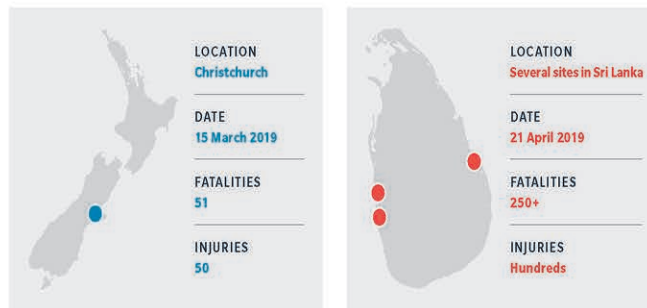 LOCATION
Christchurch
DATE
15 March 2019
FATALITIES
51
INJURIES
50
LOCATION
Several sites in Sri Lanka
DATE
21 April 2019
FATALITIES
250+
INJURIES
Hundreds